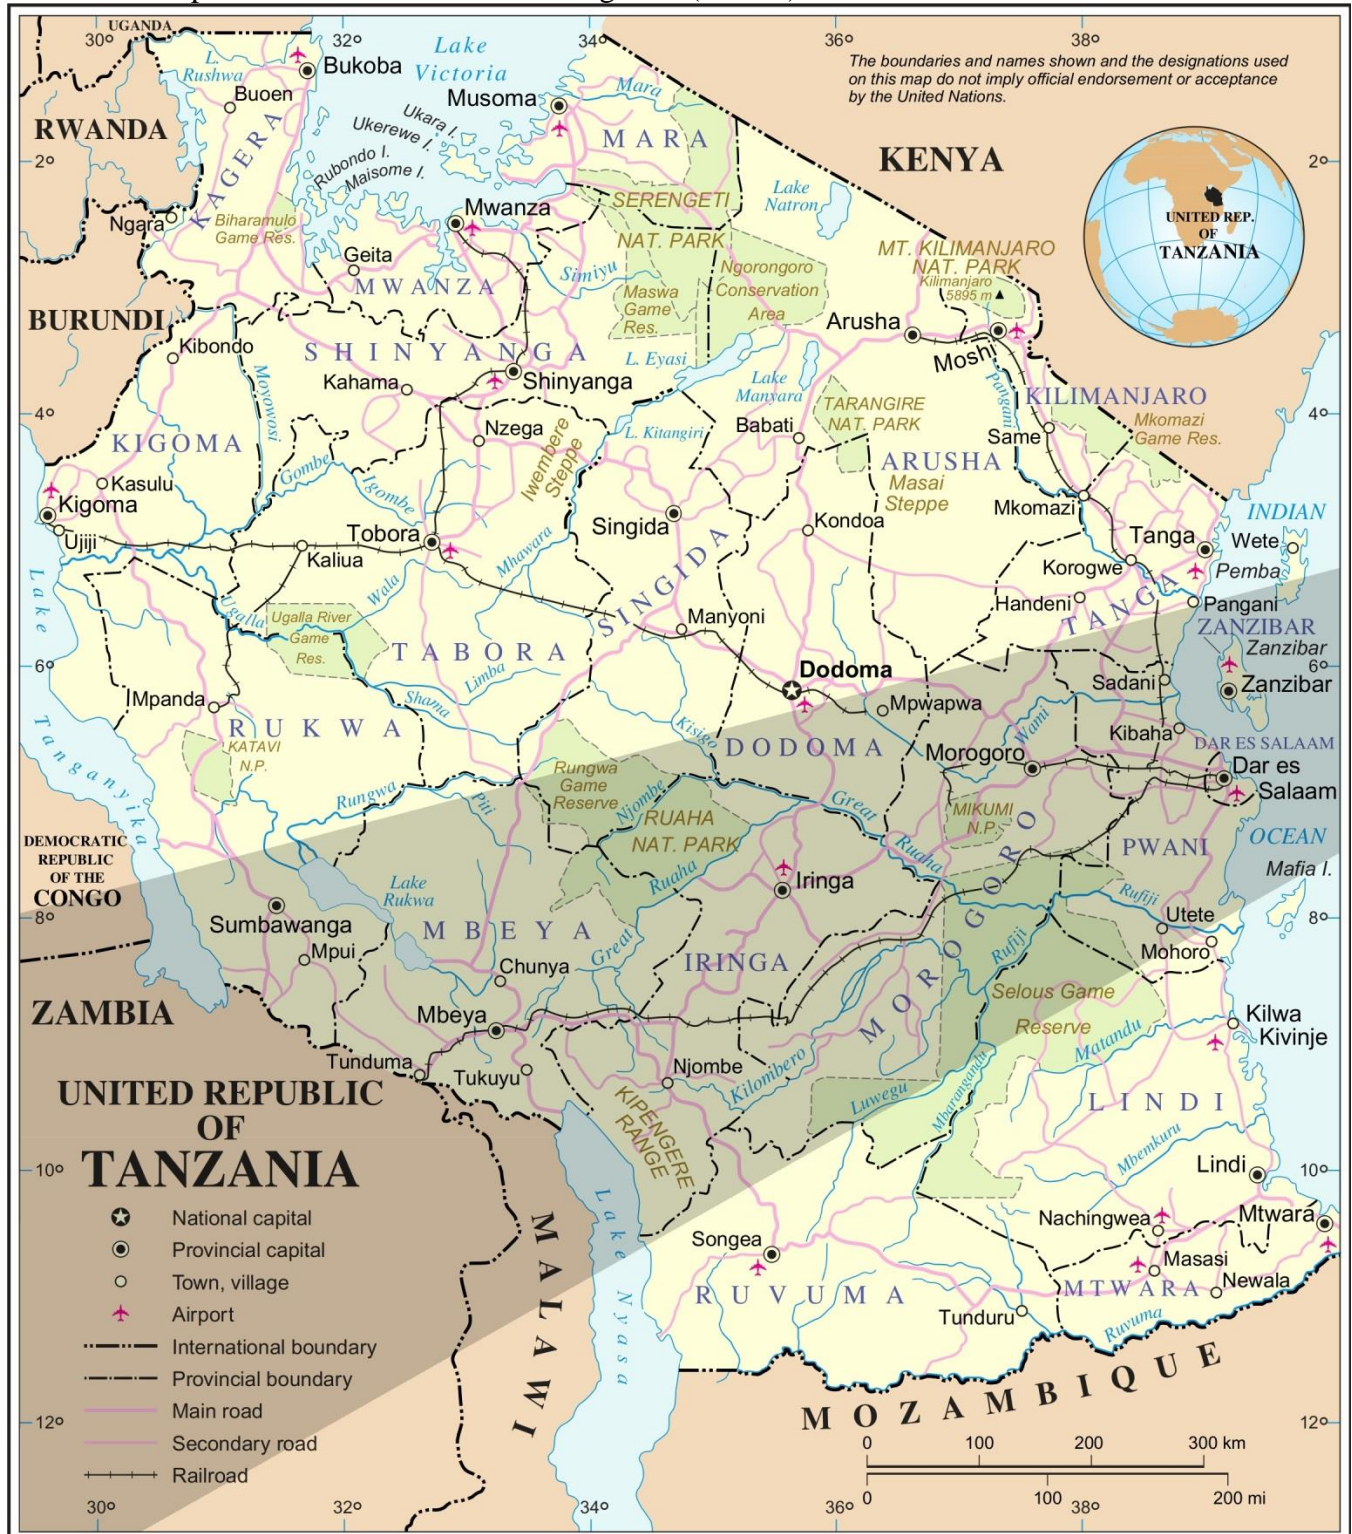 UGANDA
30°
32°
34°
36°
38°
The boundaries and names shown and the designations used
on this map do not imply official endorsement or acceptance
by the United Nations.
L.
Rushwa
Bukoba
Lake
Victoria
Buoen
Musoma
Mara
RWANDA
Ukara I.
Ukerewe I.
MARA
KENYA
2°
2°
KAGERA
Rubondo I.
Maisome I.
Lake
Natron
SERENGETI
NAT. PARK
Ngara
Biharamulo
Game Res.
Mwanza
UNITED REP.
OF
TANZANIA
Geita
MWANZA
Simiyu
Ngorongoro
Conservation
Area
MT. KILIMANJARO
NAT. PARK
Kilimanjaro
5895 m
Maswa
Game
Res.
BURUNDI
Arusha
Moshi
Kibondo
SHINYANGA
L. Eyasi
Kahama
Shinyanga
Lake
Manyara
Moyowosi
Pangani
KILIMANJARO
4°
4°
TARANGIRE
NAT. PARK
Mkomazi
Game Res.
KIGOMA
Nzega
L. Kitangiri
Babati
Same
Iwembere
Steppe
ARUSHA
Masai
Steppe
Gombe
Igombe
Kasulu
Kigoma
Ujiji
Singida
Kondoa
Mkomazi
INDIAN
Tobora
Kaliua
Mhawara
Tanga
Wete
Korogwe
Pemba
Lake
Tanganyika
Wala
Ugalla
Ugalla River
Game
Res.
SINGIDA
Manyoni
Handeni
TANGA
Pangani
ZANZIBAR
Zanzibar
TABORA
Limba
Shama
Dodoma
Sadani
Zanzibar
6°
6°
Mpanda
RUKWA
Mpwapwa
Kisigo
DODOMA
Wami
Kibaha
KATAVI
N.P.
Morogoro
DAR ES SALAAM
Dar es
Salaam
Rungwa
Game
Reserve
Rungwa
Piti
Njombe
RUAHA
NAT. PARK
Great
Ruaha
MIKUMI
N.P.
OCEAN
PWANI
DEMOCRATIC
REPUBLIC
OF THE
CONGO
Mafia I.
Lake
Rukwa
Ruaha
Great
Iringa
Rufiji
8°
8°
Sumbawanga
MBEYA
Utete
Mpui
Chunya
IRINGA
MOROGORO
Rufiji
Mohoro
ZAMBIA
Mbeya
Selous Game
Reserve
Kilwa
Kivinje
Matandu
Tunduma
Tukuyu
Njombe
Kilombero
Luwegu
Mbarangandu
UNITED REPUBLIC
OF
TANZANIA
KIPENGERE
RANGE
LINDI
Mbemkuru
10°
10°
Lindi
National capital
Provincial capital
Town, village
Airport
International boundary
Provincial boundary
Main road
Secondary road
Railroad
MALAWI
Lake Nyasa
Songea
Nachingwea
Mtwara
Masasi
RUVUMA
MTWARA
Newala
Tunduru
Ruvuma
MOZAMBIQUE
12°
12°
0
100
200
300 km
0
100
200 mi
30°
32°
34°
36°
38°